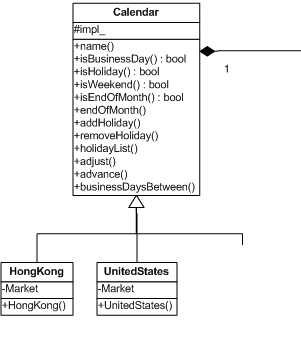 Calendar
#impl_
+name()
+isBusinessDay() : bool
+isHoliday() : bool
+isWeekend() : bool
+isEndOfMonth() : bool
+endOfMonth()
+addHoliday()
+removeHoliday()
+holidayList()
+adjust()
+advance()
+businessDaysBetween()
1
HongKong
-Market
+HongKong()
UnitedStates
-Market
+UnitedStates()